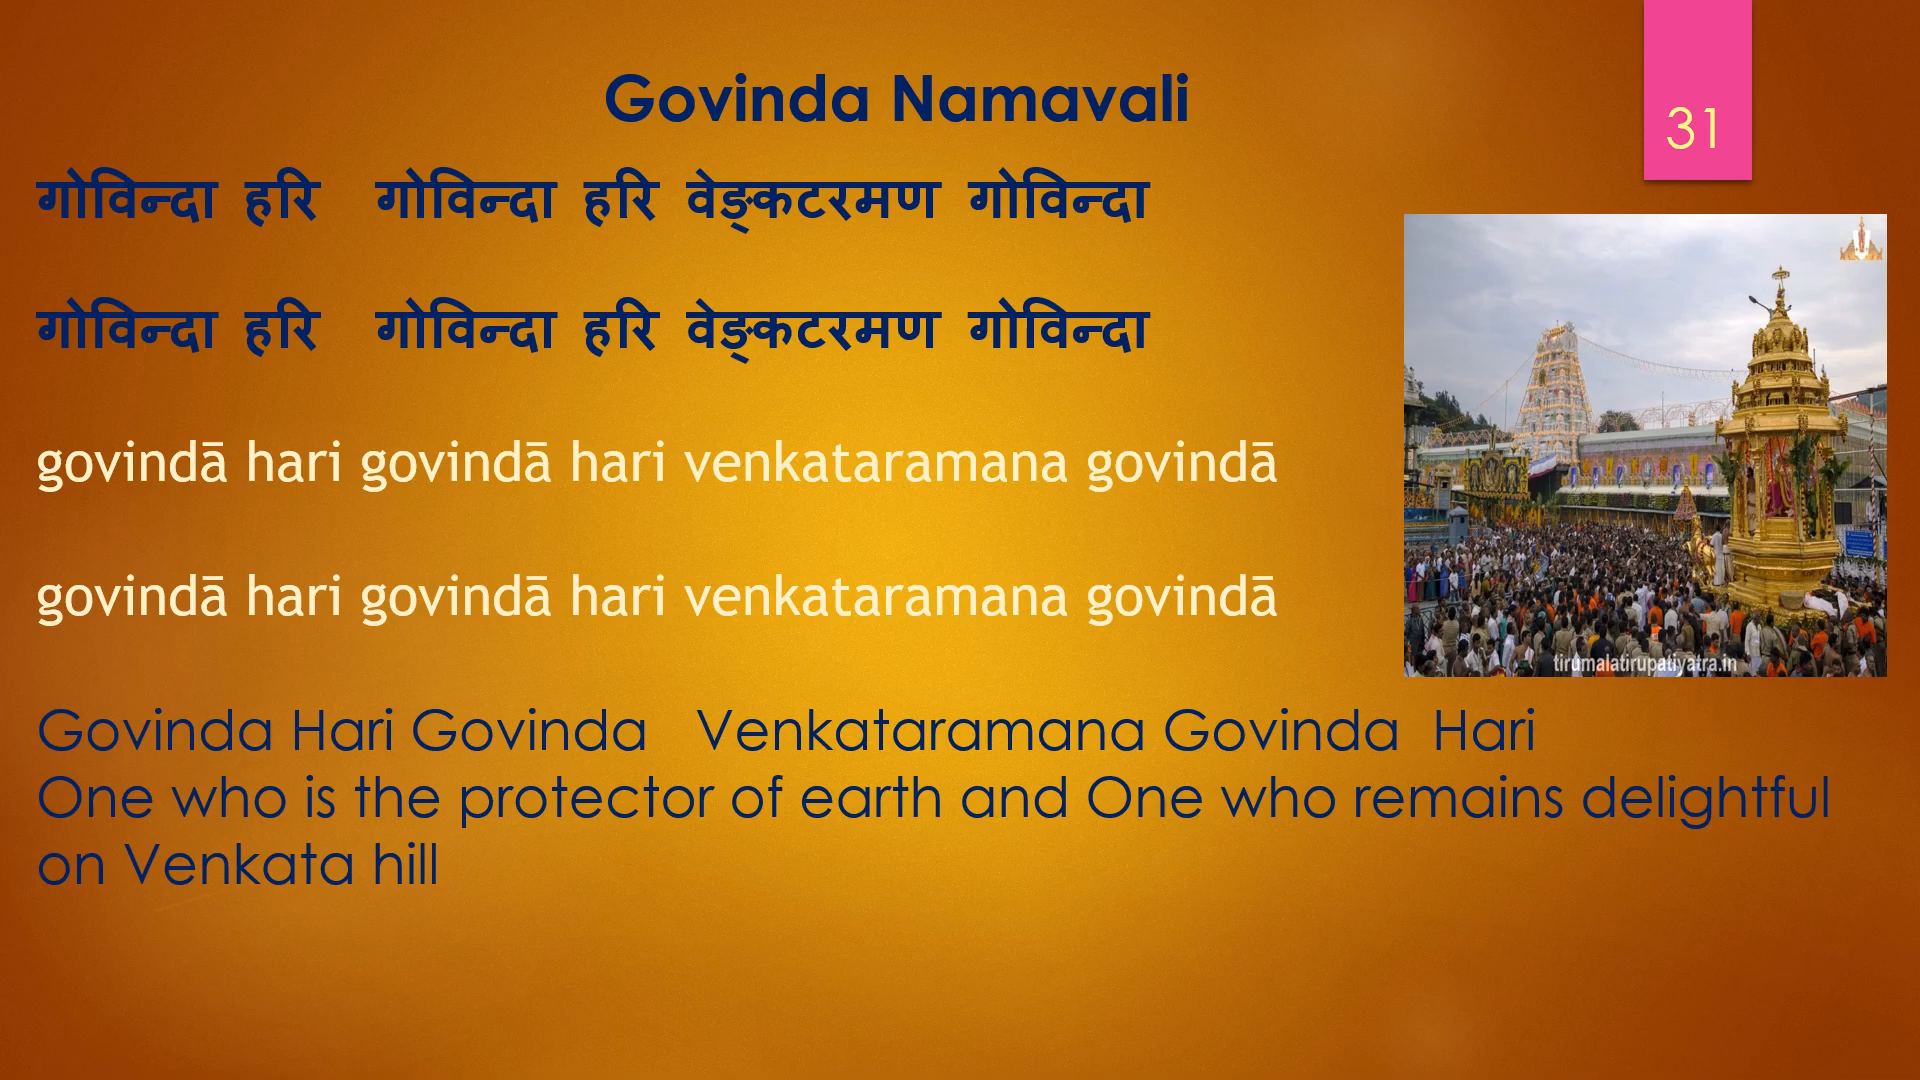 Govinda Namavali
31
गोविन्दा हरि गोविन्दा हरि वेङ्कटरमण गोविन्दा
गोविन्दा हरि गोविन्दा हरि वेङ्कटरमण गोविन्दा
govindā hari govindā hari venkataramana govindā
govindā hari govindā hari venkataramana govindā
tirumalatirupatiyatra.in
Govinda Hari Govinda Venkataramana Govinda Hari
One who is the protector of earth and One who remains delightful
on Venkata hill